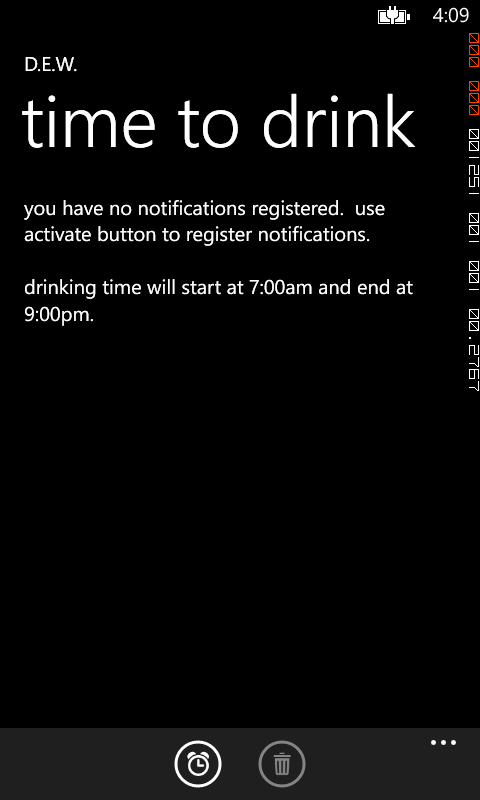 4:09
D.E.W.
time to drink
you have no notifications registered.  use
activate button to register notifications.
drinking time will start at 7:00am and end at
9:00pm.
000 000 001251 001 001 00.2767